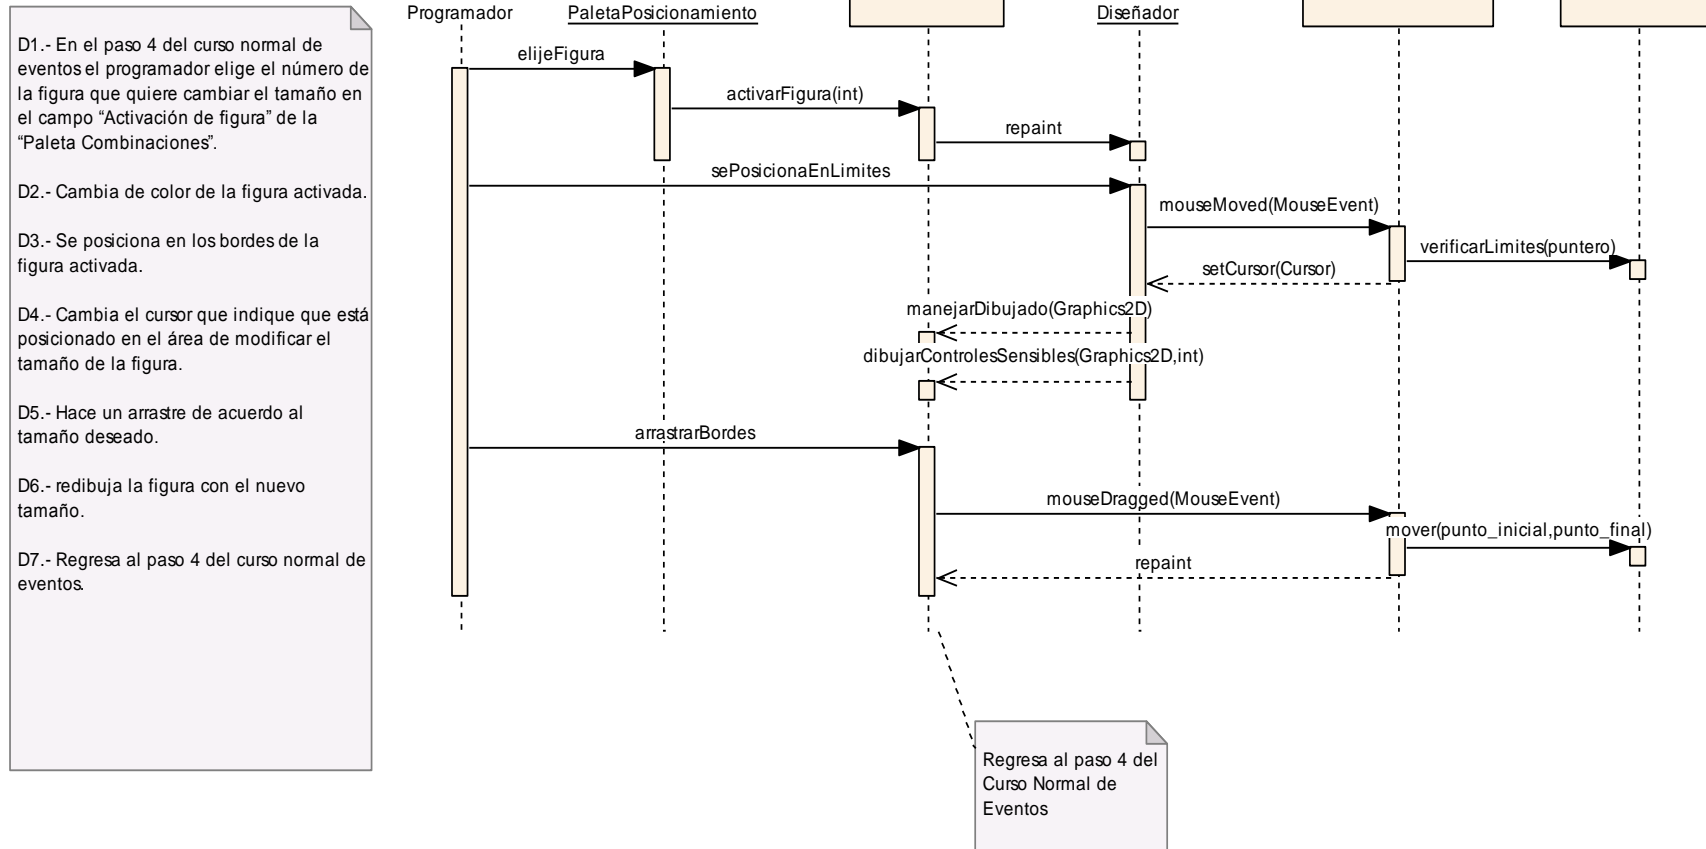 D1.- En el paso 4 del curso normal de
eventos el programador elige el número de
la figura que quiere cambiar el tamaño en
el campo “Activación de figura” de la
“Paleta Combinaciones”.
D2.- Cambia de color de la figura activada.
D3.- Se posiciona en los bordes de la
figura activada.
D4.- Cambia el cursor que indique que está
posicionado en el área de modificar el
tamaño de la figura.
D5.- Hace un arrastre de acuerdo al
tamaño deseado.
D6.- redibuja la figura con el nuevo
tamaño.
D7.- Regresa al paso 4 del curso normal de
eventos.
Programador
PaletaPosicionamiento
Diseñador
elijeFigura
activarFigura(int)
repaint
sePosicionaEnLimites
mouseMoved(MouseEvent)
verificarLimites(puntero)
setCursor(Cursor)
manejarDibujado(Graphics2D)
dibujarControlesSensibles(Graphics2D,int)
arrastrarBordes
mouseDragged(MouseEvent)
mover(punto_inicial,punto_final)
repaint
Regresa al paso 4 del
Curso Normal de
Eventos